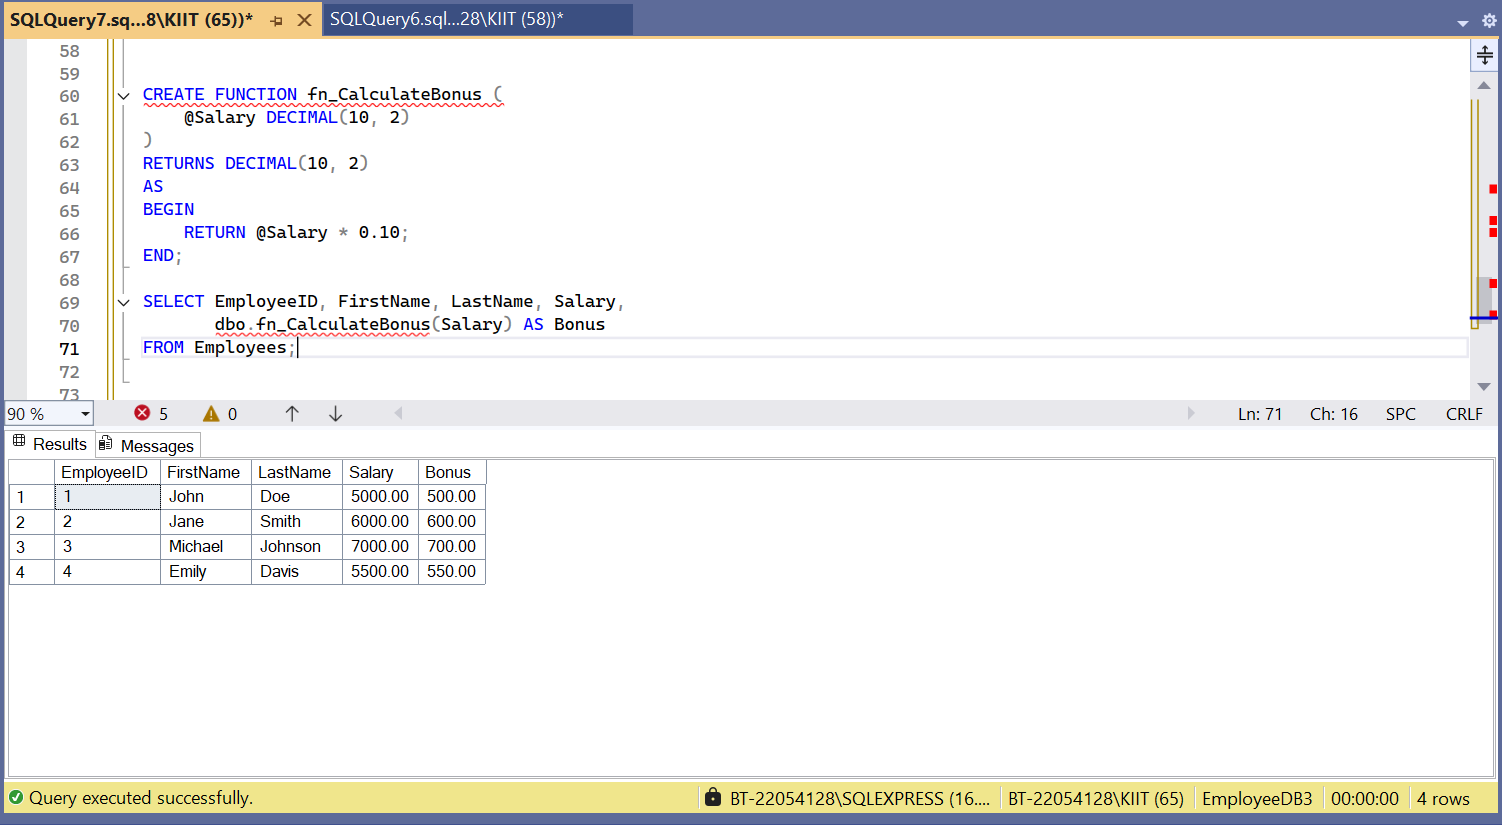 SQLQuery7.sq...8\KIIT (65))* SQLQuery6.sql...28\KIIT (58))*
58
59
60 CREATE FUNCTION fn_CalculateBonus (
61 @Salary DECIMAL(10, 2)
62 )
63 RETURNS DECIMAL(10, 2)
64 AS
65 BEGIN
66 RETURN @Salary * 0.10;
67 END;
68
69 SELECT EmployeeID, FirstName, LastName, Salary,
70 dbo.fn_CalculateBonus(Salary) AS Bonus
71 FROM Employees;
72
73
90 % 5 0 Ln: 71 Ch: 16 SPC CRLF
Results Messages
EmployeeID FirstName LastName Salary Bonus
1 1 John Doe 5000.00 500.00
2 2 Jane Smith 6000.00 600.00
3 3 Michael Johnson 7000.00 700.00
4 4 Emily Davis 5500.00 550.00
Query executed successfully. BT-22054128\SQLEXPRESS (16.... BT-22054128\KIIT (65) EmployeeDB3 00:00:00 4 rows